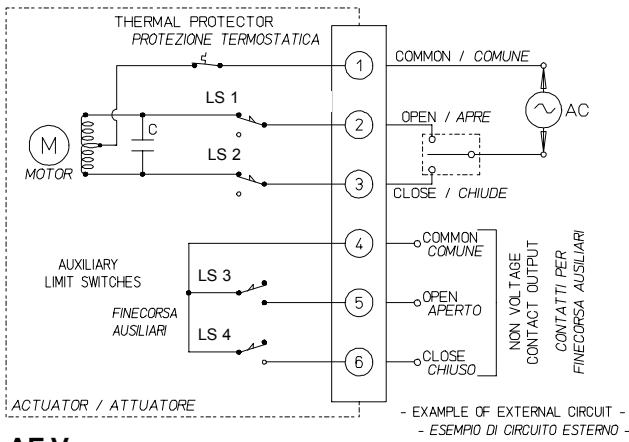 THERMAL PROTECTOR
PROTEZIONE TERMOSTATICA
1
COMMON / COMUNE
LS 1
2
OPEN / APRE
AC
C
M
MOTOR
LS 2
3
CLOSE / CHIUDE
4
COMMON
COMUNE
AUXILIARY
LIMIT SWITCHES
LS 3
5
OPEN
APERTO
FINECORSA
AUSILIARI
LS 4
6
CLOSE
CHIUSO
NON VOLTAGE
CONTACT OUTPUT
CONTATTI PER
FINECORSA AUSILIARI
ACTUATOR / ATTUATORE
- EXAMPLE OF EXTERNAL CIRCUIT -
- ESEMPIO DI CIRCUITO ESTERNO -